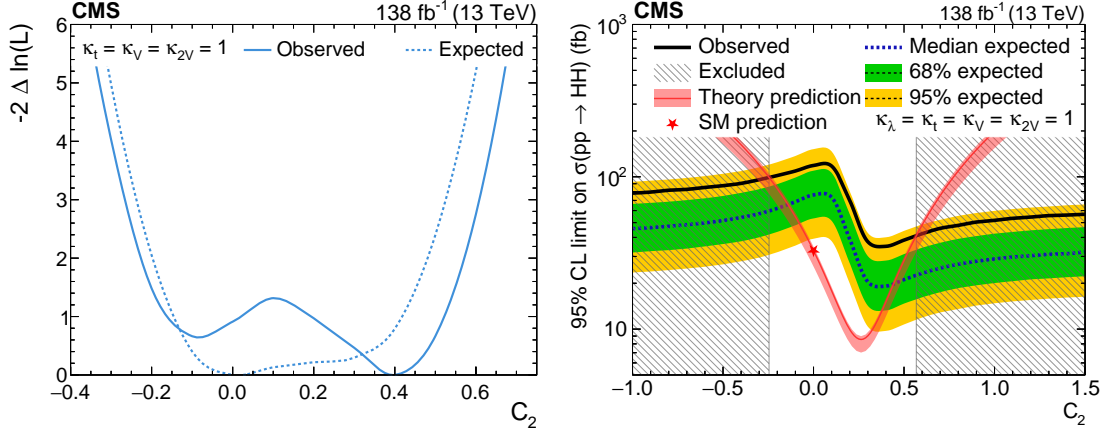 CMS 138 fb⁻¹ (13 TeV)
-2 Δ ln(L)
6
5
4
3
2
1
0
κt = κV = κ2V = 1
Observed
Expected
−0.4 −0.2 0.0 0.2 0.4 0.6
C2
CMS 138 fb⁻¹ (13 TeV)
95% CL limit on σ(pp → HH) (fb)
10³
10²
10
Observed
Excluded
Theory prediction
SM prediction
Median expected
68% expected
95% expected
κλ = κt = κV = κ2V = 1
−1.0 −0.5 0.0 0.5 1.0 1.5
C2